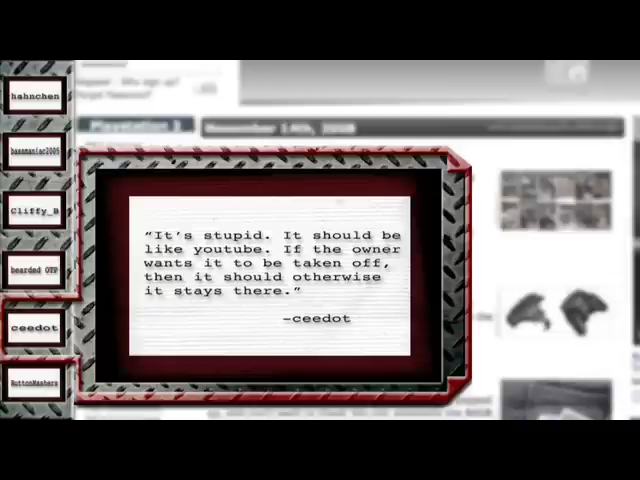 hahnchen
bassmaniac2005
Cliffy_B
bearded OTP
ceedot
ButtonMashers
Playstation 3
November 14th, 2008
"It's stupid. It should be
like youtube. If the owner
wants it to be taken off,
then it should otherwise
it stays there."
-ceedot